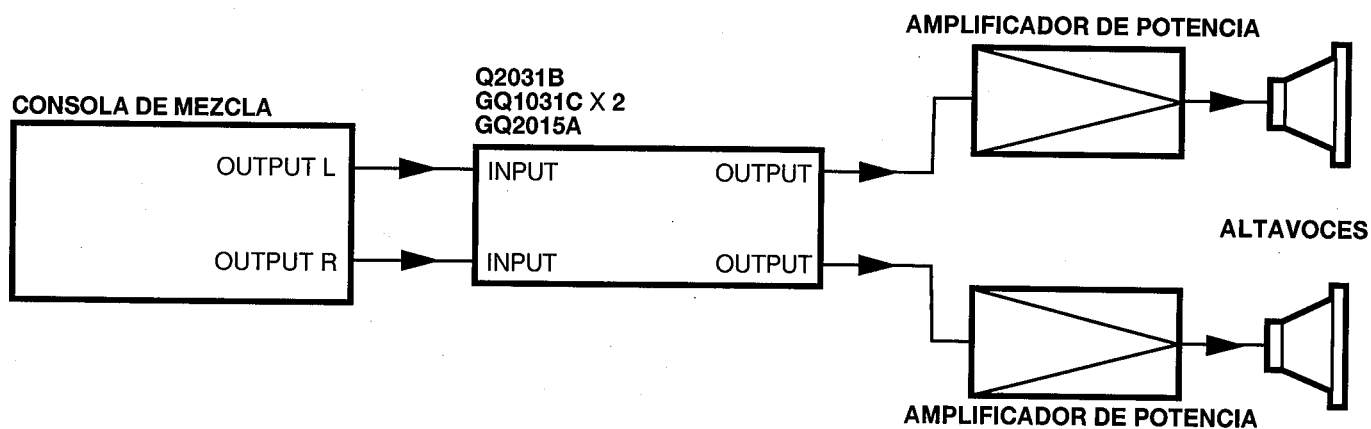 AMPLIFICADOR DE POTENCIA
Q2031B
GQ1031C X 2
GQ2015A
CONSOLA DE MEZCLA
OUTPUT L
INPUT
OUTPUT
ALTAVOCES
OUTPUT R
INPUT
OUTPUT
AMPLIFICADOR DE POTENCIA